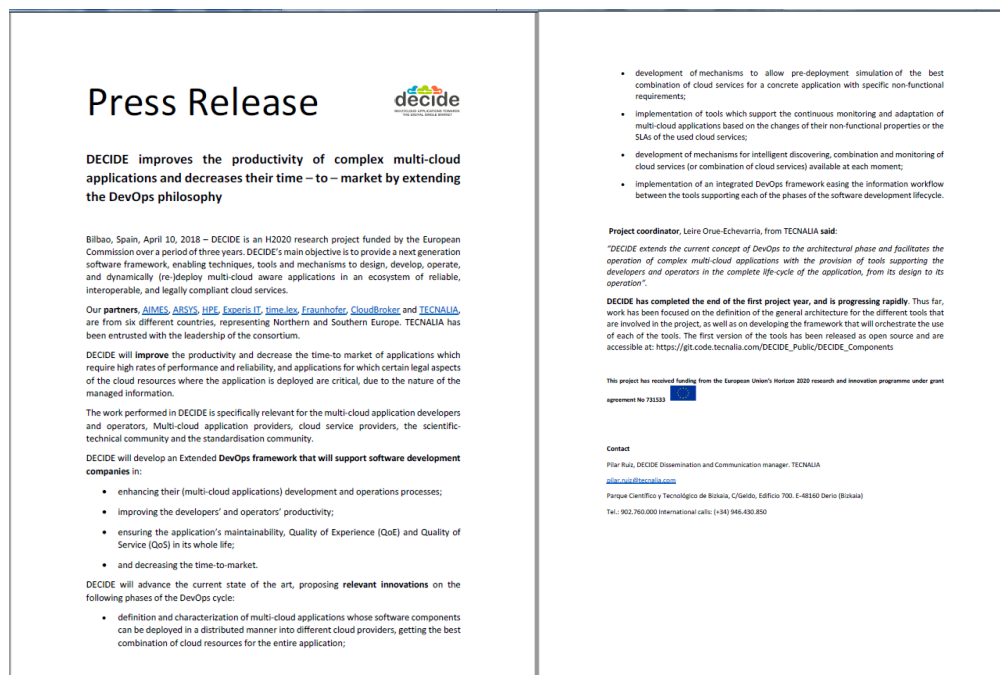 Press Release
decide
MULTICLOUD APPLICATIONS TOWARDS
THE DIGITAL SINGLE MARKET
DECIDE improves the productivity of complex multi-cloud
applications and decreases their time – to – market by extending
the DevOps philosophy
Bilbao, Spain, April 10, 2018 – DECIDE is an H2020 research project funded by the European
Commission over a period of three years. DECIDE's main objective is to provide a next generation
software framework, enabling techniques, tools and mechanisms to design, develop, operate,
and dynamically (re-)deploy multi-cloud aware applications in an ecosystem of reliable,
interoperable, and legally compliant cloud services.
Our partners, AIMES, ARSYS, HPE, Experis IT, time.lex, Fraunhofer, CloudBroker and TECNALIA,
are from six different countries, representing Northern and Southern Europe. TECNALIA has
been entrusted with the leadership of the consortium.
DECIDE will improve the productivity and decrease the time-to market of applications which
require high rates of performance and reliability, and applications for which certain legal aspects
of the cloud resources where the application is deployed are critical, due to the nature of the
managed information.
The work performed in DECIDE is specifically relevant for the multi-cloud application developers
and operators, Multi-cloud application providers, cloud service providers, the scientific-
technical community and the standardisation community.
DECIDE will develop an Extended DevOps framework that will support software development
companies in:
• enhancing their (multi-cloud applications) development and operations processes;
• improving the developers' and operators' productivity;
• ensuring the application's maintainability, Quality of Experience (QoE) and Quality of
Service (QoS) in its whole life;
• and decreasing the time-to-market.
DECIDE will advance the current state of the art, proposing relevant innovations on the
following phases of the DevOps cycle:
• definition and characterization of multi-cloud applications whose software components
can be deployed in a distributed manner into different cloud providers, getting the best
combination of cloud resources for the entire application;
• development of mechanisms to allow pre-deployment simulation of the best
combination of cloud services for a concrete application with specific non-functional
requirements;
• implementation of tools which support the continuous monitoring and adaptation of
multi-cloud applications based on the changes of their non-functional properties or the
SLAs of the used cloud services;
• development of mechanisms for intelligent discovering, combination and monitoring of
cloud services (or combination of cloud services) available at each moment;
• implementation of an integrated DevOps framework easing the information workflow
between the tools supporting each of the phases of the software development lifecycle.
Project coordinator, Leire Orue-Echevarria, from TECNALIA said:
"DECIDE extends the current concept of DevOps to the architectural phase and facilitates the
operation of complex multi-cloud applications with the provision of tools supporting the
developers and operators in the complete life-cycle of the application, from its design to its
operation".
DECIDE has completed the end of the first project year, and is progressing rapidly. Thus far,
work has been focused on the definition of the general architecture for the different tools that
are involved in the project, as well as on developing the framework that will orchestrate the use
of each of the tools. The first version of the tools has been released as open source and are
accessible at: https://git.code.tecnalia.com/DECIDE_Public/DECIDE_Components
This project has received funding from the European Union's Horizon 2020 research and innovation programme under grant
agreement No 731533
Contact
Pilar Ruiz, DECIDE Dissemination and Communication manager. TECNALIA
pilar.ruiz@tecnalia.com
Parque Científico y Tecnológico de Bizkaia, C/Geldo, Edificio 700. E-48160 Derio (Bizkaia)
Tel.: 902.760.000 International calls: (+34) 946.430.850